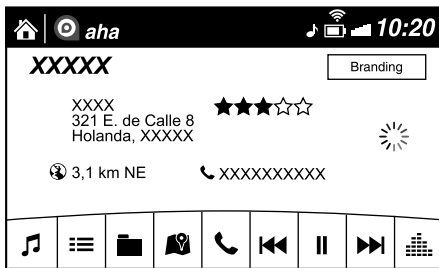 aha 10:20
XXXXX Branding
XXXX
321 E. de Calle 8
Holanda, XXXXX
3,1 km NE XXXXXXXXXX